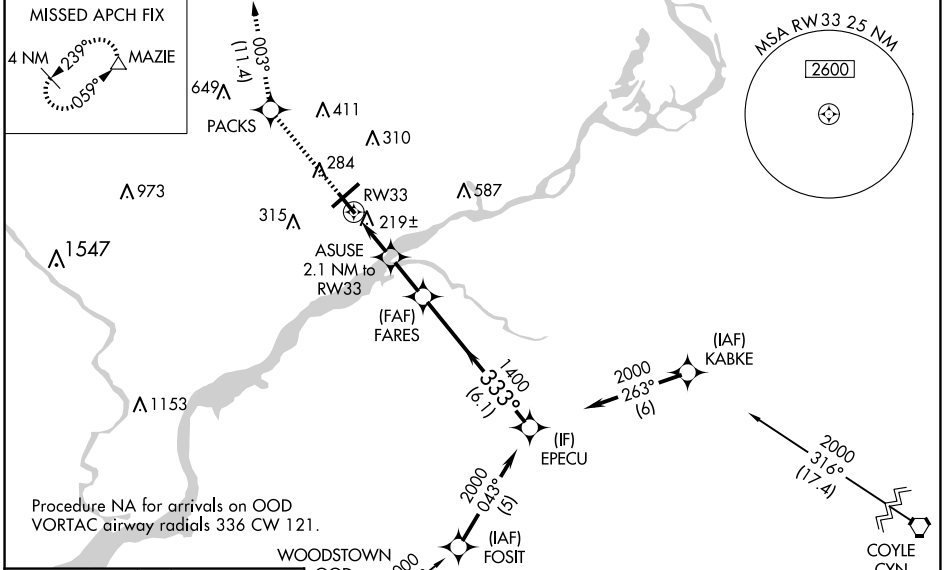 MISSED APCH FIX
4 NM
239°
059°
MAZIE
003°
(11.4)
649
PACKS
411
310
284
MSA RW33 25 NM
2600
973
RW33
587
315
219±
1547
ASUSE
2.1 NM to
RW33
(FAF)
FARES
(IAF)
KABKE
1400
333°
(6.1)
2000
263°
(6)
1153
(IF)
EPECU
2000
316°
(17.4)
2000
043°
(5)
Procedure NA for arrivals on OOD
VORTAC airway radials 336 CW 121.
(IAF)
FOSIT
WOODSTOWN
COYLE
CYN